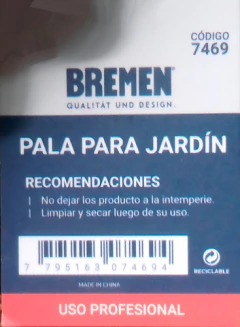 CÓDIGO
7469
BREMEN
QUALITÄT UND DESIGN.
PALA PARA JARDÍN
RECOMENDACIONES
| No dejar los producto a la intemperie.
| Limpiar y secar luego de su uso.
7 795163 074694
RECICLABLE
MADE IN CHINA
USO PROFESIONAL